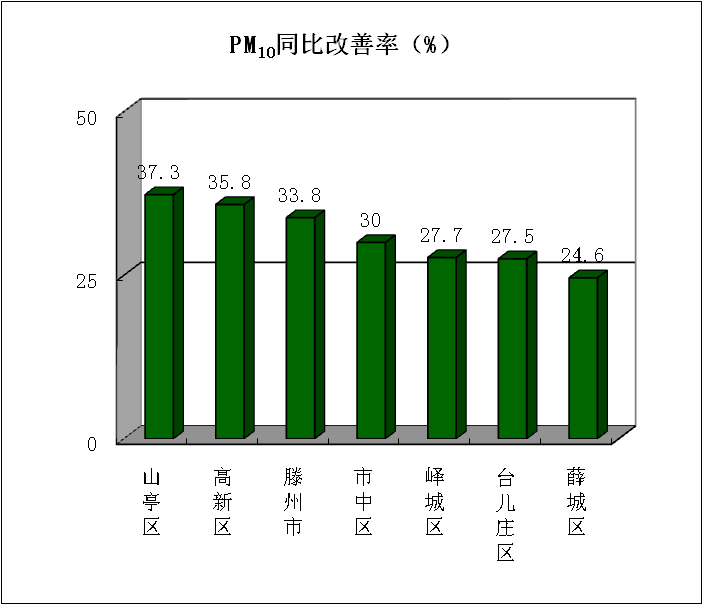 PM10同比改善率（%）
50
25
0
37.3
35.8
33.8
30
27.7
27.5
24.6
山亭区
高新区
滕州市
市中区
峄城区
台儿庄区
薛城区